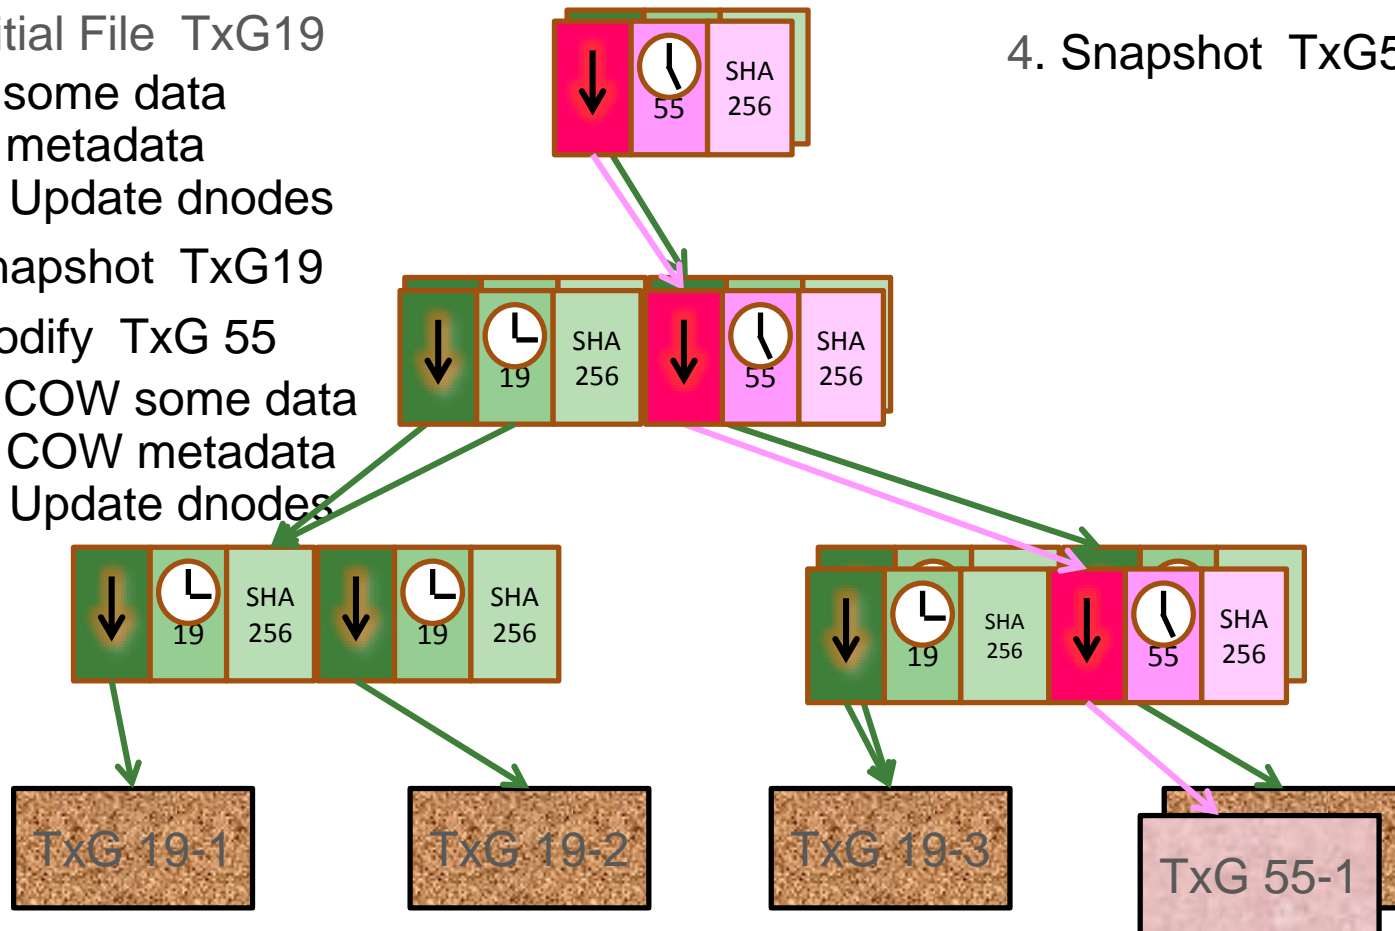 itial File TxG19
some data
metadata
Update dnodes
napshot TxG19
odify TxG 55
COW some data
COW metadata
Update dnodes
4. Snapshot TxG5
55
SHA
256
19
SHA
256
55
SHA
256
19
SHA
256
19
SHA
256
19
SHA
256
55
SHA
256
TxG 19-1
TxG 19-2
TxG 19-3
TxG 55-1